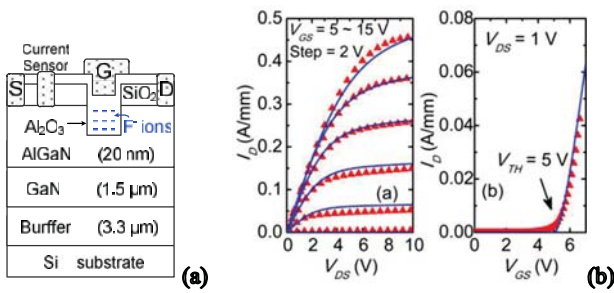 Current
Sensor
S
G
D
SiO2
Al2O3
F ions
AlGaN (20 nm)
GaN (1.5 μm)
Burffer (3.3 μm)
Si substrate
(a)
VGS = 5 ~ 15 V
Step = 2 V
0.5
0.4
0.3
0.2
0.1
0.0
ID (A/mm)
(a)
0 2 4 6 8 10
VDS (V)
VDS = 1 V
0.08
0.06
0.04
0.02
0.00
ID (A/mm)
VTH = 5 V
(b)
0 2 4 6
VGS (V)
(b)